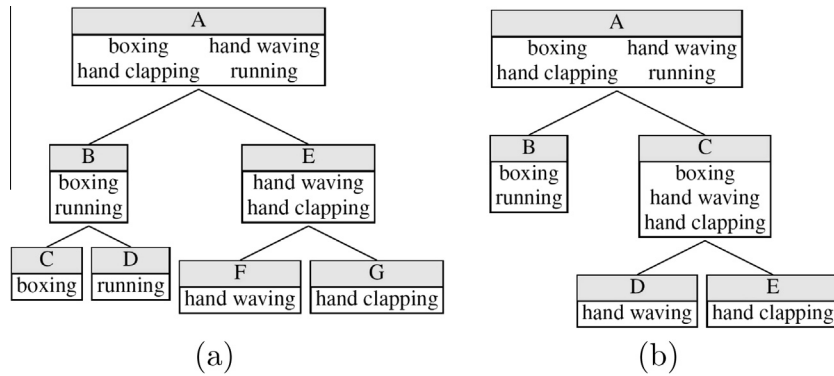 A
boxing hand waving
hand clapping running
B
boxing
running
E
hand waving
hand clapping
C
boxing
D
running
F
hand waving
G
hand clapping
(a)
A
boxing hand waving
hand clapping running
B
boxing
running
C
boxing
hand waving
hand clapping
D
hand waving
E
hand clapping
(b)